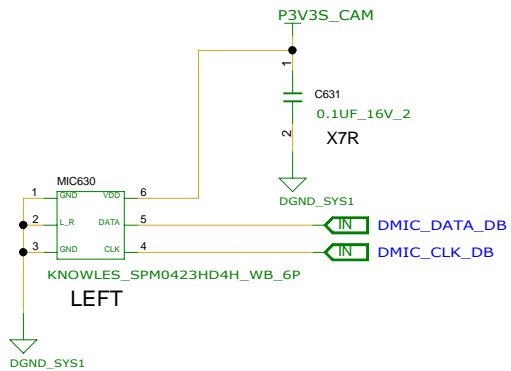 P3V3S_CAM
1
C631
0.1UF_16V_2
X7R
2
DGND_SYS1
MIC630
1 GND VDD 6
2 L_R DATA 5 IN DMIC_DATA_DB
3 GND CLK 4 IN DMIC_CLK_DB
KNOWLES_SPM0423HD4H_WB_6P
LEFT
DGND_SYS1